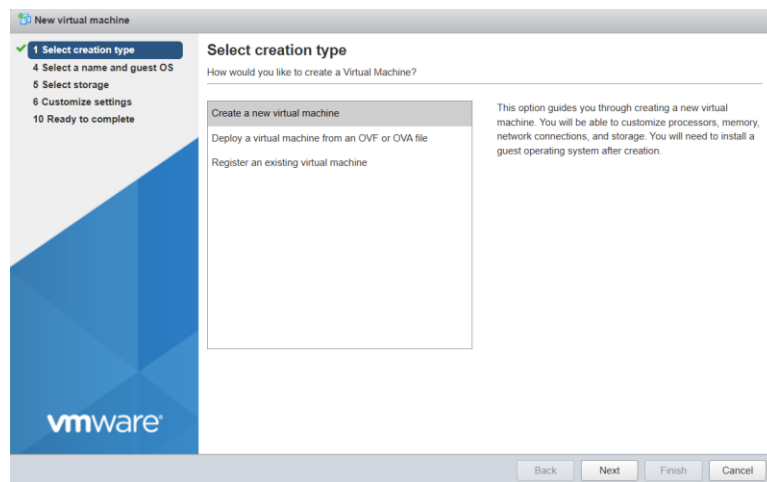 New virtual machine
1 Select creation type
4 Select a name and guest OS
5 Select storage
6 Customize settings
10 Ready to complete
Select creation type
How would you like to create a Virtual Machine?
Create a new virtual machine
Deploy a virtual machine from an OVF or OVA file
Register an existing virtual machine
This option guides you through creating a new virtual
machine. You will be able to customize processors, memory,
network connections, and storage. You will need to install a
guest operating system after creation.
vmware®
Back Next Finish Cancel